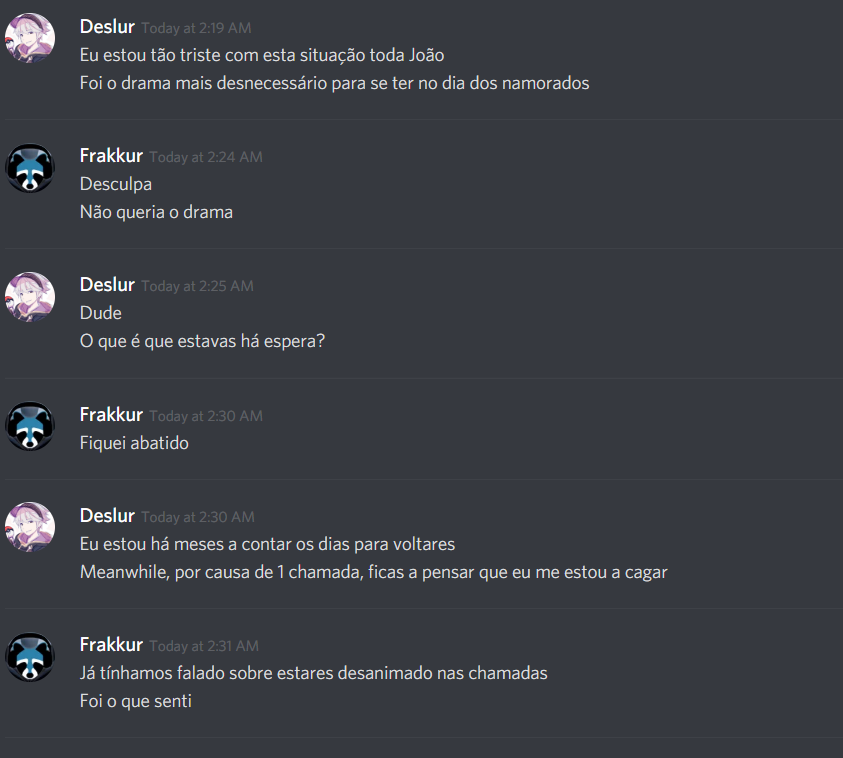 Deslur Today at 2:19 AM
Eu estou tão triste com esta situação toda João
Foi o drama mais desnecessário para se ter no dia dos namorados
Frakkur Today at 2:24 AM
Desculpa
Não queria o drama
Deslur Today at 2:25 AM
Dude
O que é que estavas há espera?
Frakkur Today at 2:30 AM
Fiquei abatido
Deslur Today at 2:30 AM
Eu estou há meses a contar os dias para voltares
Meanwhile, por causa de 1 chamada, ficas a pensar que eu me estou a cagar
Frakkur Today at 2:31 AM
Já tínhamos falado sobre estares desanimado nas chamadas
Foi o que senti